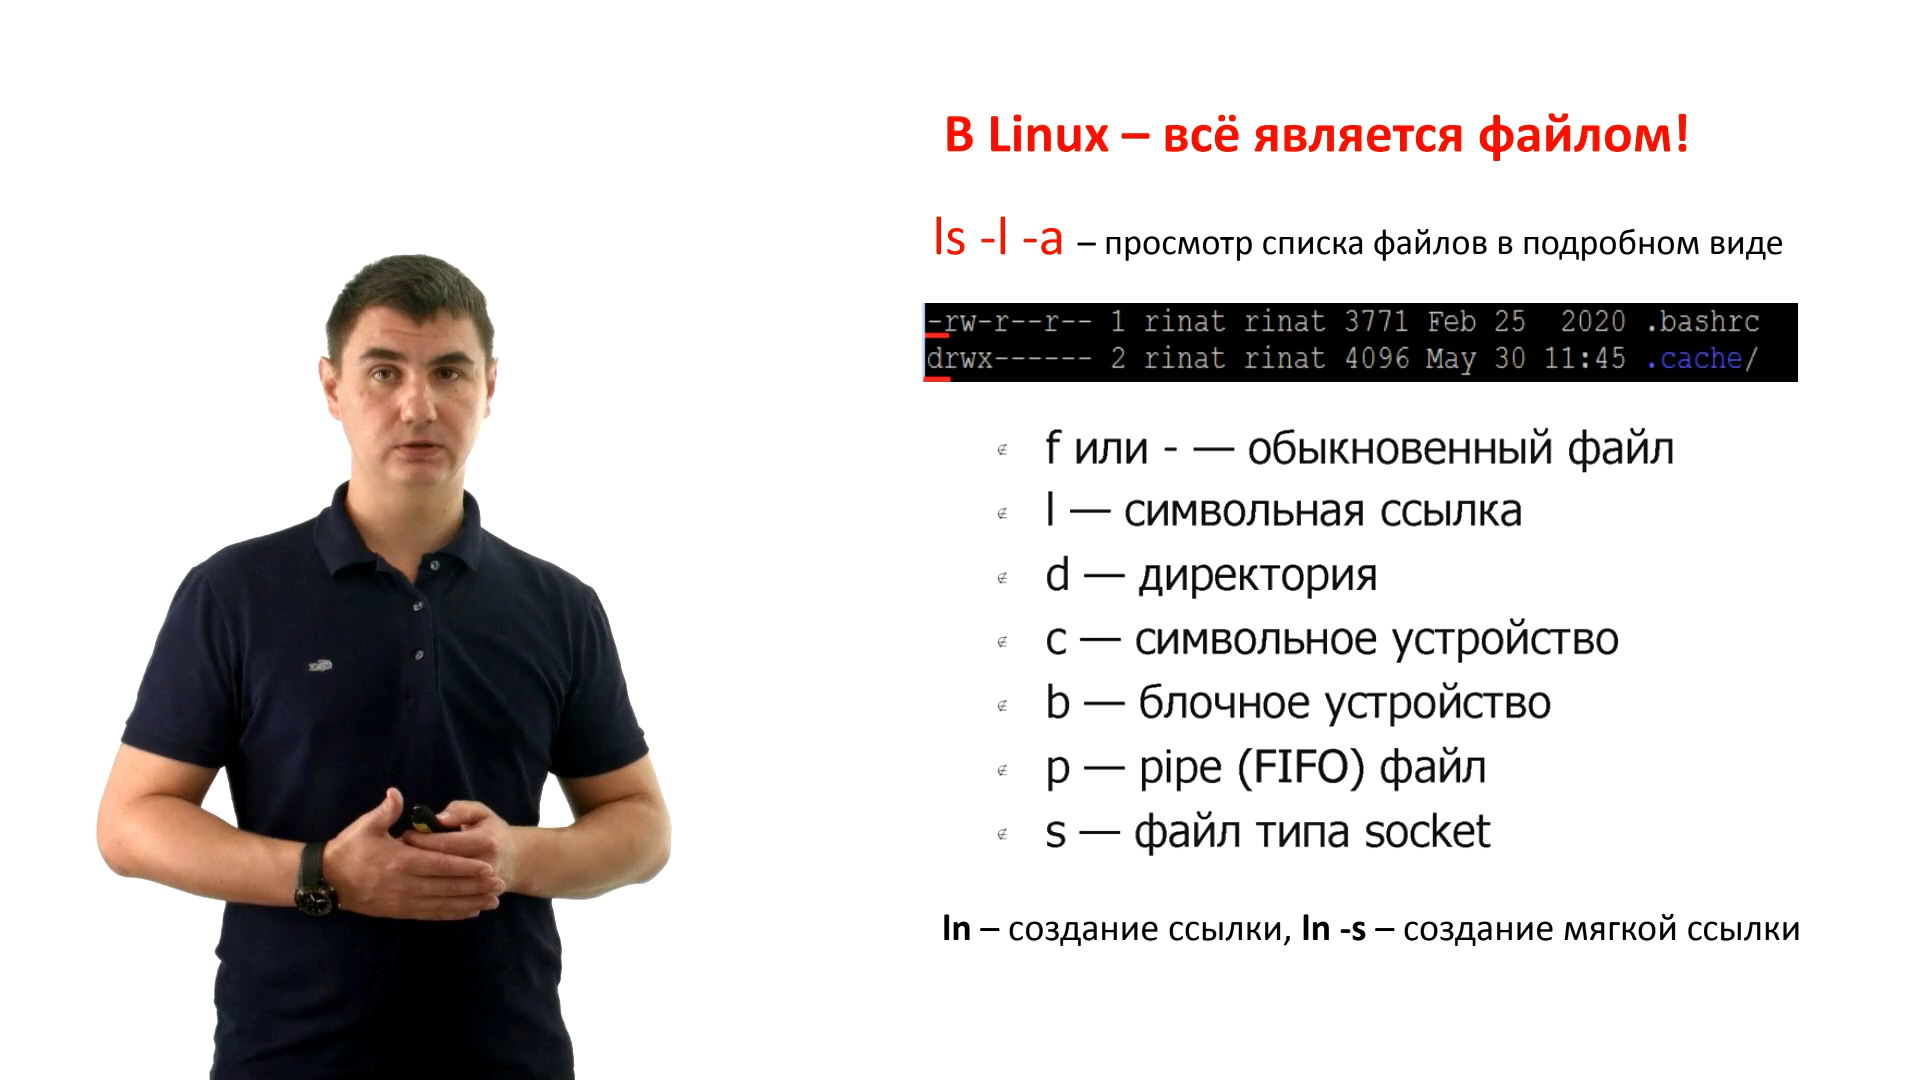 В Linux – всё является файлом!
ls -l -a – просмотр списка файлов в подробном виде
-rw-r--r-- 1 rinat rinat 3771 Feb 25  2020 .bashrc
drwx------ 2 rinat rinat 4096 May 30 11:45 .cache/
∉ f или - — обыкновенный файл
∉ l — символьная ссылка
∉ d — директория
∉ c — символьное устройство
∉ b — блочное устройство
∉ p — pipe (FIFO) файл
∉ s — файл типа socket
ln – создание ссылки, ln -s – создание мягкой ссылки